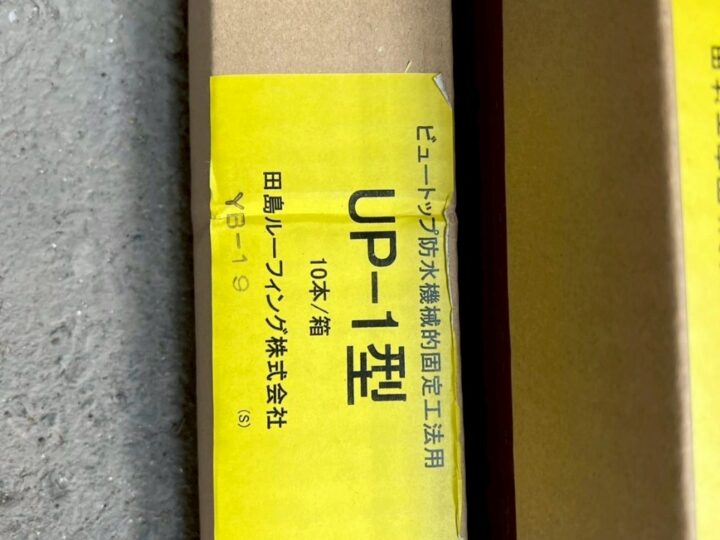 ビュートップ防水機械的固定工法用
UP-1型
10本/箱
田島ルーフィング株式会社
YB-19
(S)